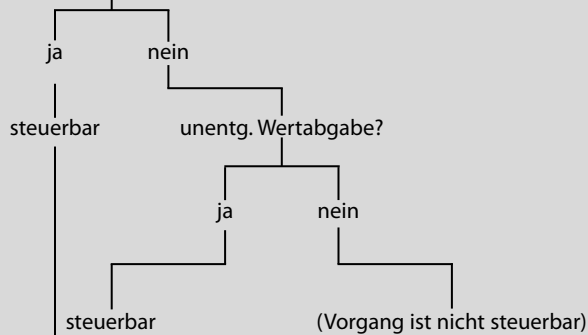 ja nein
steuerbar unentg. Wertabgabe?
ja nein
steuerbar (Vorgang ist nicht steuerbar)